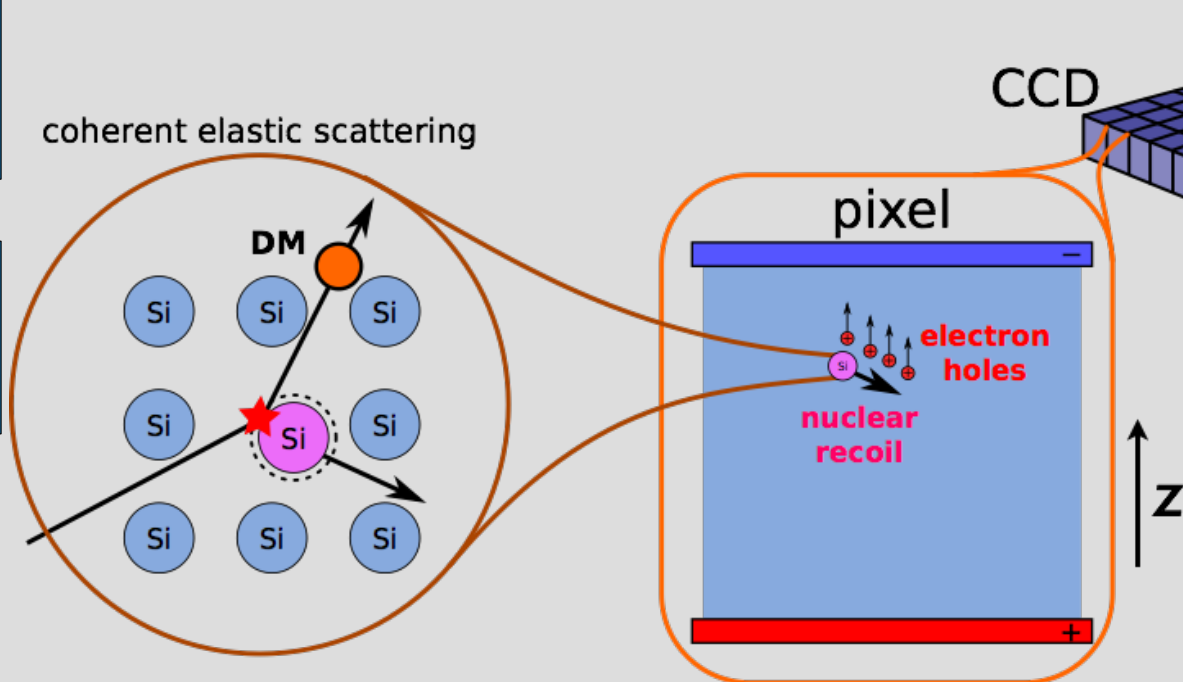 CCD
coherent elastic scattering
pixel
DM
−
Si Si Si
electron
holes
Si
nuclear
recoil
Si Si Si
Z
Si Si Si
+